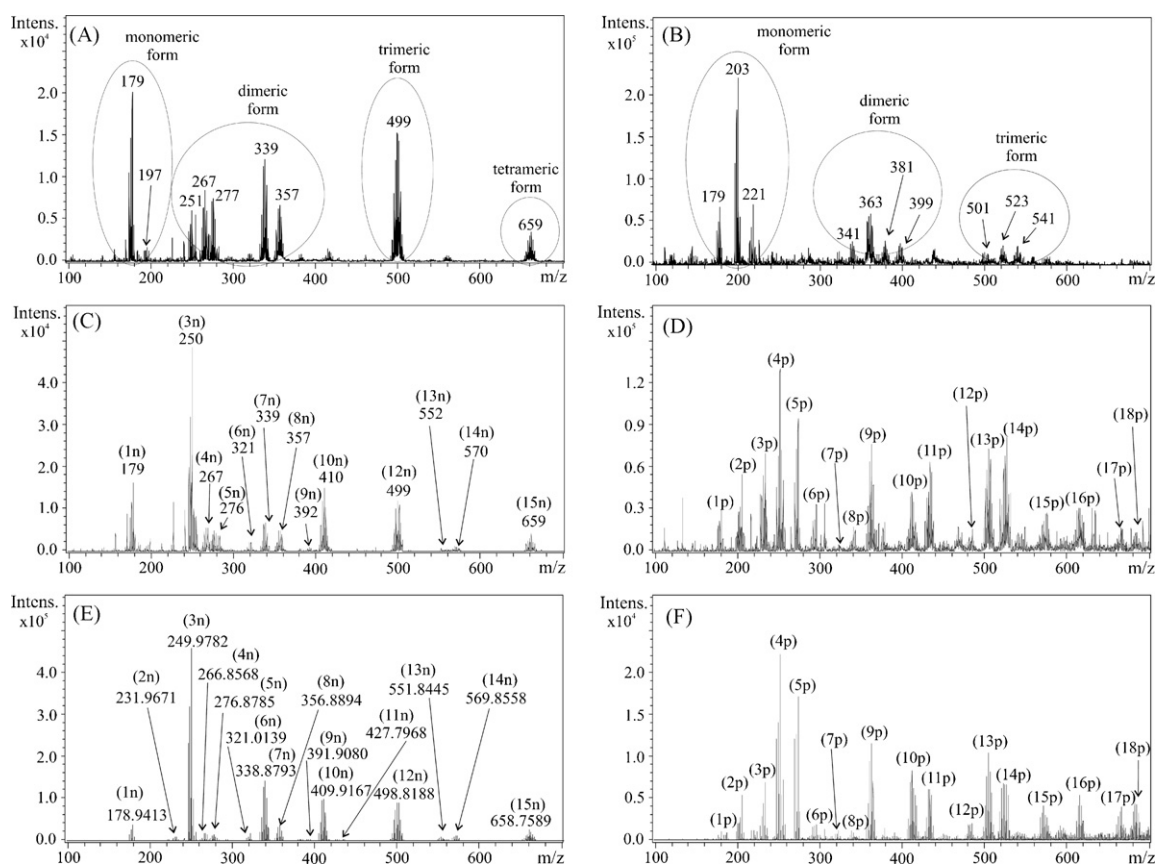 Intens.
x10⁴
(A)
monomeric
form
179
197
dimeric
form
251
267
277
339
357
trimeric
form
499
tetrameric
form
659
2.0
1.5
1.0
0.5
0.0
100 200 300 400 500 600 m/z
Intens.
x10⁵
(B)
monomeric
form
203
179
221
dimeric
form
341
363
381
399
trimeric
form
501
523
541
2.0
1.5
1.0
0.5
0.0
100 200 300 400 500 600 m/z
Intens.
x10⁴
(C)
(1n)
179
(3n)
250
(4n)
267
(5n)
276
(6n)
321
(7n)
339
(8n)
357
(9n)
392
(10n)
410
(12n)
499
(13n)
552
(14n)
570
(15n)
659
4.0
3.0
2.0
1.0
0.0
100 200 300 400 500 600 m/z
Intens.
x10⁵
(D)
(1p)
(2p)
(3p)
(4p)
(5p)
(6p)
(7p)
(8p)
(9p)
(10p)
(11p)
(12p)
(13p)
(14p)
(15p)
(16p)
(17p)
(18p)
1.2
0.9
0.6
0.3
0.0
100 200 300 400 500 600 m/z
Intens.
x10⁵
(E)
(1n)
178.9413
(2n)
231.9671
(3n)
249.9782
(4n)
266.8568
(5n)
276.8785
(6n)
321.0139
(7n)
338.8793
(8n)
356.8894
(9n)
391.9080
(10n)
409.9167
(11n)
427.7968
(12n)
498.8188
(13n)
551.8445
(14n)
569.8558
(15n)
658.7589
4.0
3.0
2.0
1.0
0.0
100 200 300 400 500 600 m/z
Intens.
x10⁴
(F)
(1p)
(2p)
(3p)
(4p)
(5p)
(6p)
(7p)
(8p)
(9p)
(10p)
(11p)
(12p)
(13p)
(14p)
(15p)
(16p)
(17p)
(18p)
2.0
1.5
1.0
0.5
0.0
100 200 300 400 500 600 m/z